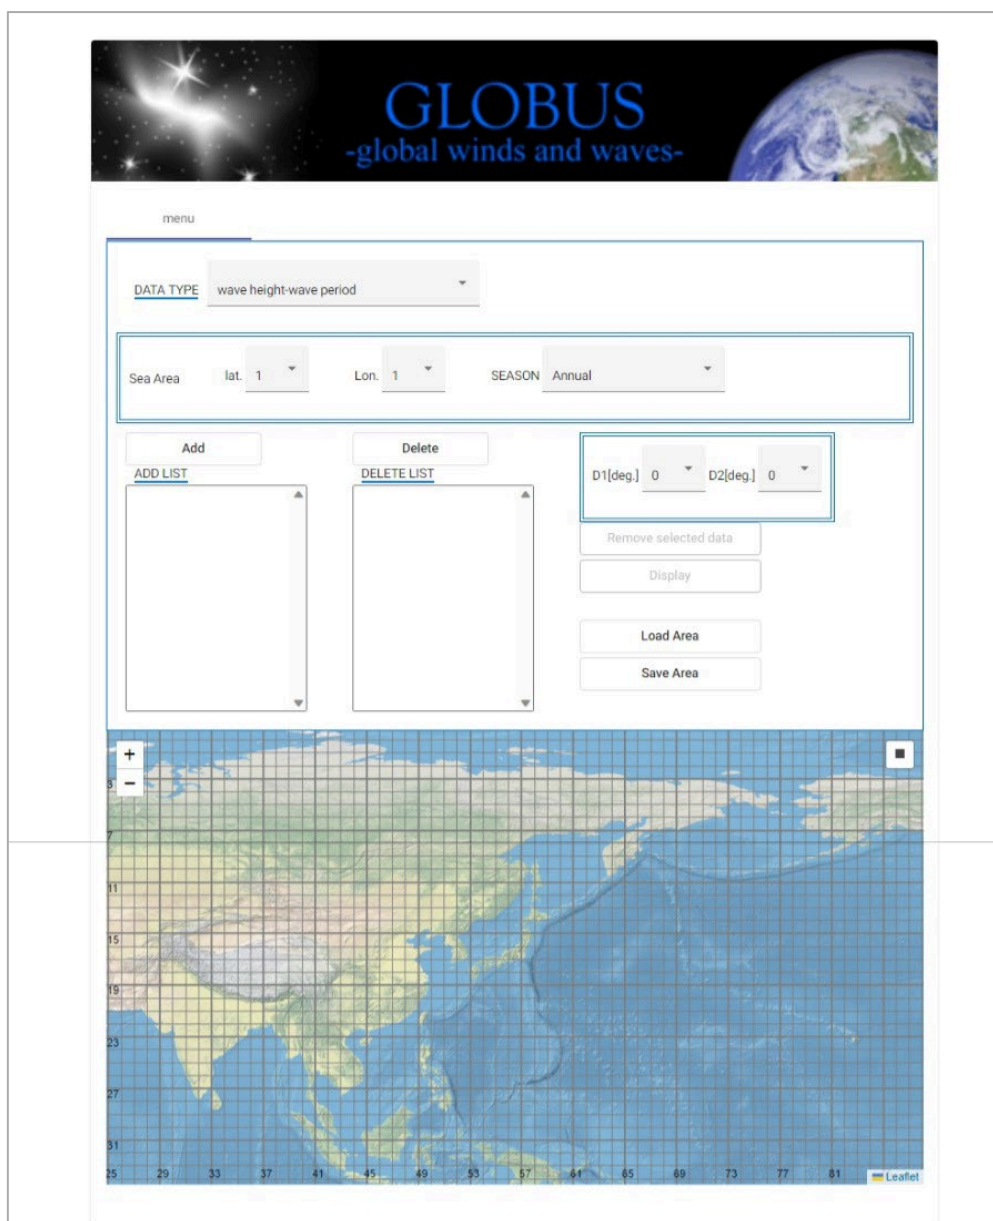 GLOBUS
-global winds and waves-
menu
DATA TYPE wave height-wave period
Sea Area lat. 1 Lon. 1 SEASON Annual
Add Delete
ADD LIST DELETE LIST
D1[deg.] 0 D2[deg.] 0
Remove selected data
Display
Load Area
Save Area
+
−
3
7
11
15
19
23
27
31
25 29 33 37 41 45 49 53 57 61 65 69 73 77 81
Leaflet